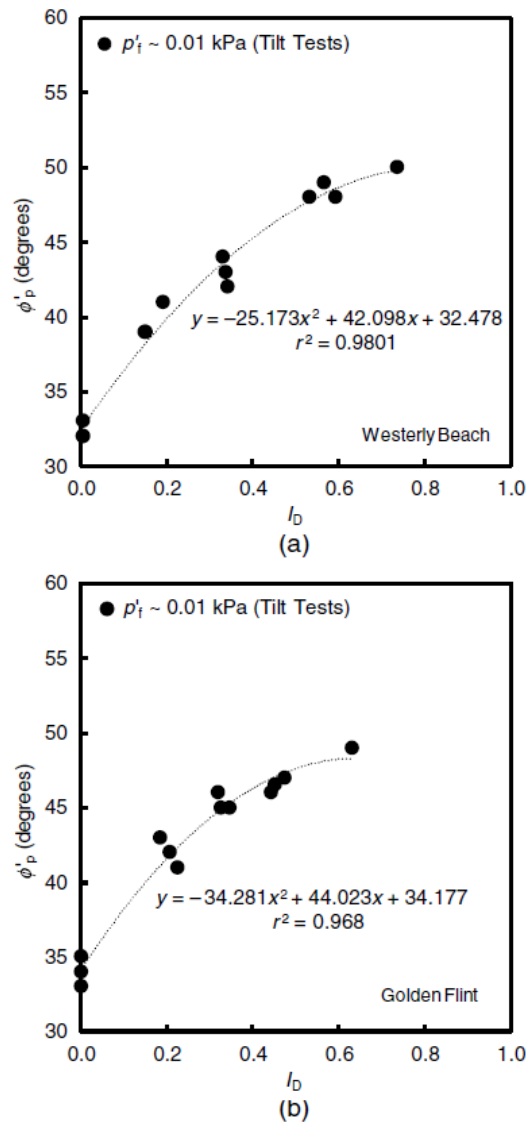 60
● p'f ~ 0.01 kPa (Tilt Tests)
55
50
45
ϕ'p (degrees)
40
y = −25.173x² + 42.098x + 32.478
r² = 0.9801
35
Westerly Beach
30
0.0 0.2 0.4 0.6 0.8 1.0
ID
(a)
60
● p'f ~ 0.01 kPa (Tilt Tests)
55
50
45
ϕ'p (degrees)
40
y = −34.281x² + 44.023x + 34.177
r² = 0.968
35
Golden Flint
30
0.0 0.2 0.4 0.6 0.8 1.0
ID
(b)